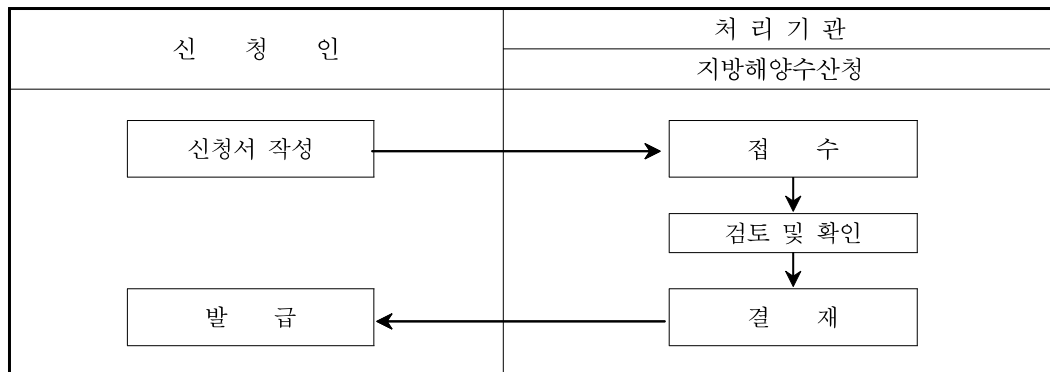 신 청 인
처 리 기 관
지방해양수산청
신청서 작성
접 수
검토 및 확인
발 급
결 재